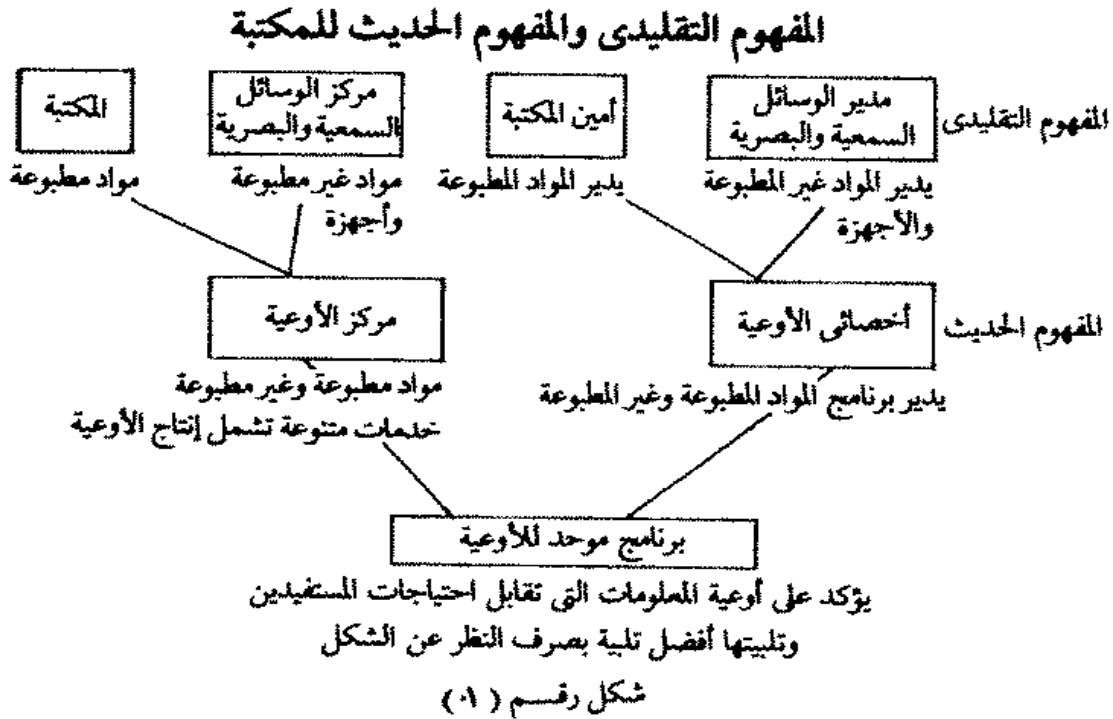 المفهوم التقليدى والمفهوم الحديث للمكتبة
المفهوم التقليدى
مدير الوسائل
السمعية والبصرية
أمين المكتبة
مركز الوسائل
السمعية والبصرية
المكتبة
يدير المواد غير المطبوعة
والأجهزة
يدير المواد المطبوعة
مواد غير مطبوعة
وأجهزة
مواد مطبوعة
المفهوم الحديث
أخصائى الأوعية
مركز الأوعية
يدير برنامج المواد المطبوعة وغير المطبوعة
مواد مطبوعة وغير مطبوعة
خدمات متنوعة تشمل إنتاج الأوعية
برنامج موحد للأوعية
يؤكد على أوعية المعلومات التى تقابل احتياجات المستفيدين
وتلبيتها أفضل تلبية بصرف النظر عن الشكل
شكل رقم (٠١)